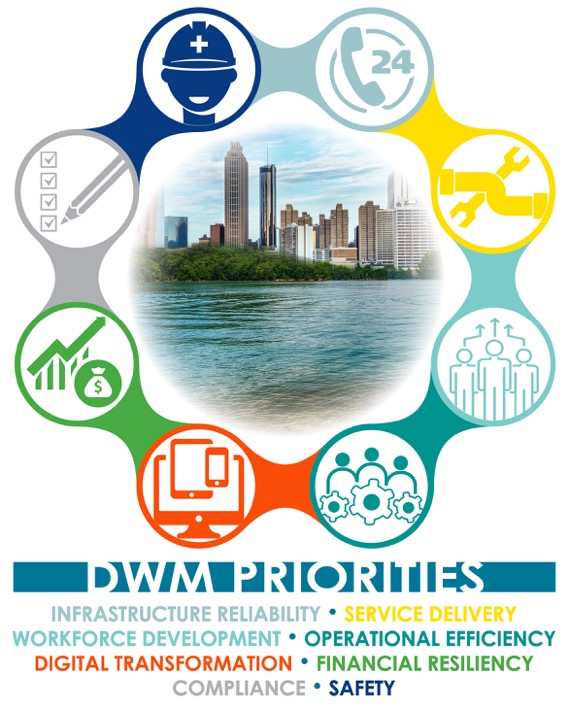 24
$
DWM PRIORITIES
INFRASTRUCTURE RELIABILITY • SERVICE DELIVERY
WORKFORCE DEVELOPMENT • OPERATIONAL EFFICIENCY
DIGITAL TRANSFORMATION • FINANCIAL RESILIENCY
COMPLIANCE • SAFETY